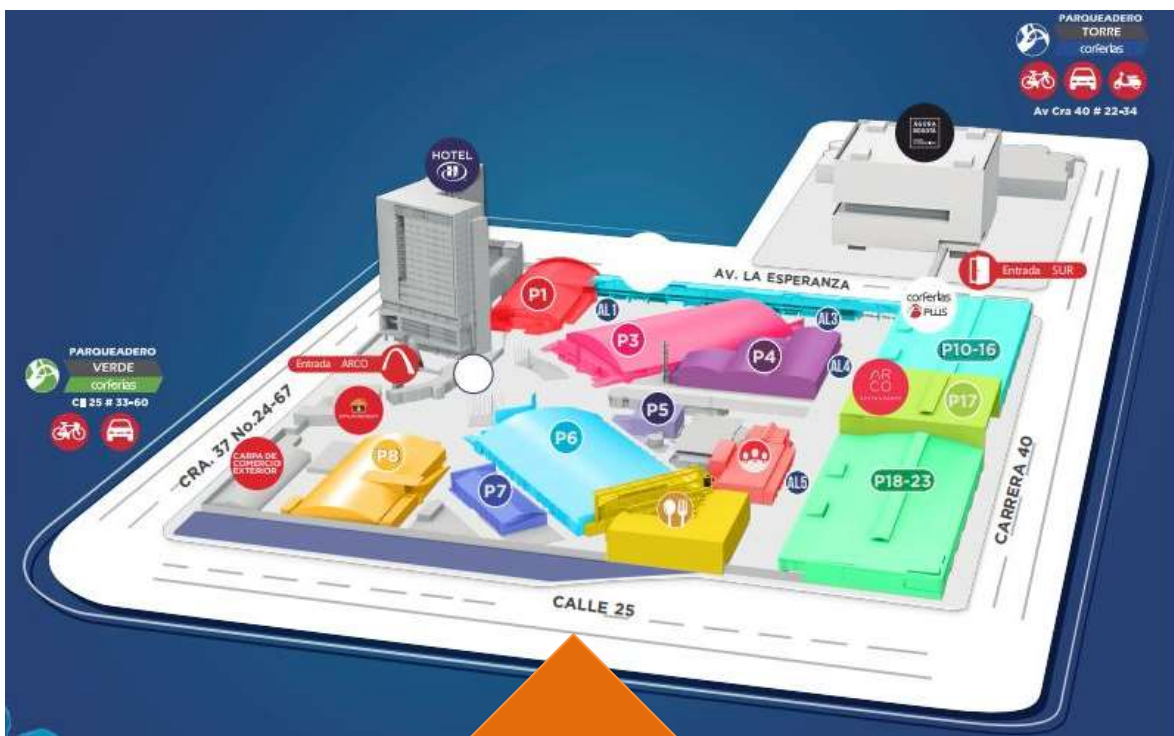 PARQUEADERO
TORRE
corferias
Av Cra 40 # 22-34
ÁGORA
BOGOTÁ
HOTEL
AV. LA ESPERANZA
Entrada SUR
corferias
PLUS
P1
AL1
P3
AL3
P4
AL4
P10-16
ARCO
P17
PARQUEADERO
VERDE
corferias
Cll 25 # 33-60
Entrada ARCO
CRA. 37 No.24-67
CARPA DE
COMERCIO
EXTERIOR
P5
P6
P8
P7
AL5
P18-23
CARRERA 40
CALLE 25